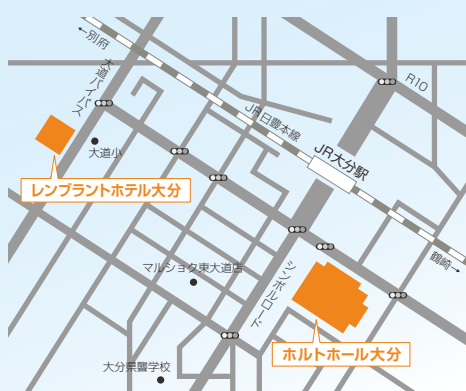 ←別府
大道バイパス
R10
JR日豊本線
大道小
JR大分駅
レンブラントホテル大分
鶴崎→
マルショク東大道店
シンボルロード
ホルトホール大分
大分県聾学校